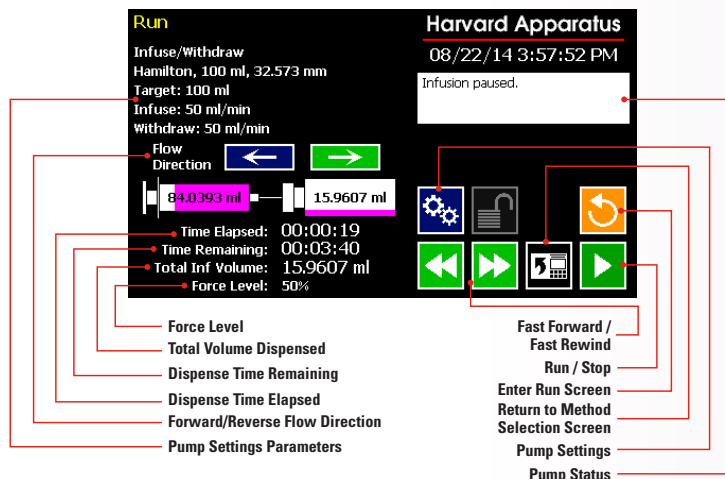 Run
Harvard Apparatus
08/22/14 3:57:52 PM
Infuse/Withdraw
Hamilton, 100 ml, 32.573 mm
Target: 100 ml
Infuse: 50 ml/min
Withdraw: 50 ml/min
Infusion paused.
Flow
Direction
84.0393 ml
15.9607 ml
Time Elapsed: 00:00:19
Time Remaining: 00:03:40
Total Inf Volume: 15.9607 ml
Force Level: 50%
Force Level
Total Volume Dispensed
Dispense Time Remaining
Dispense Time Elapsed
Forward/Reverse Flow Direction
Pump Settings Parameters
Fast Forward /
Fast Rewind
Run / Stop
Enter Run Screen
Return to Method
Selection Screen
Pump Settings
Pump Status